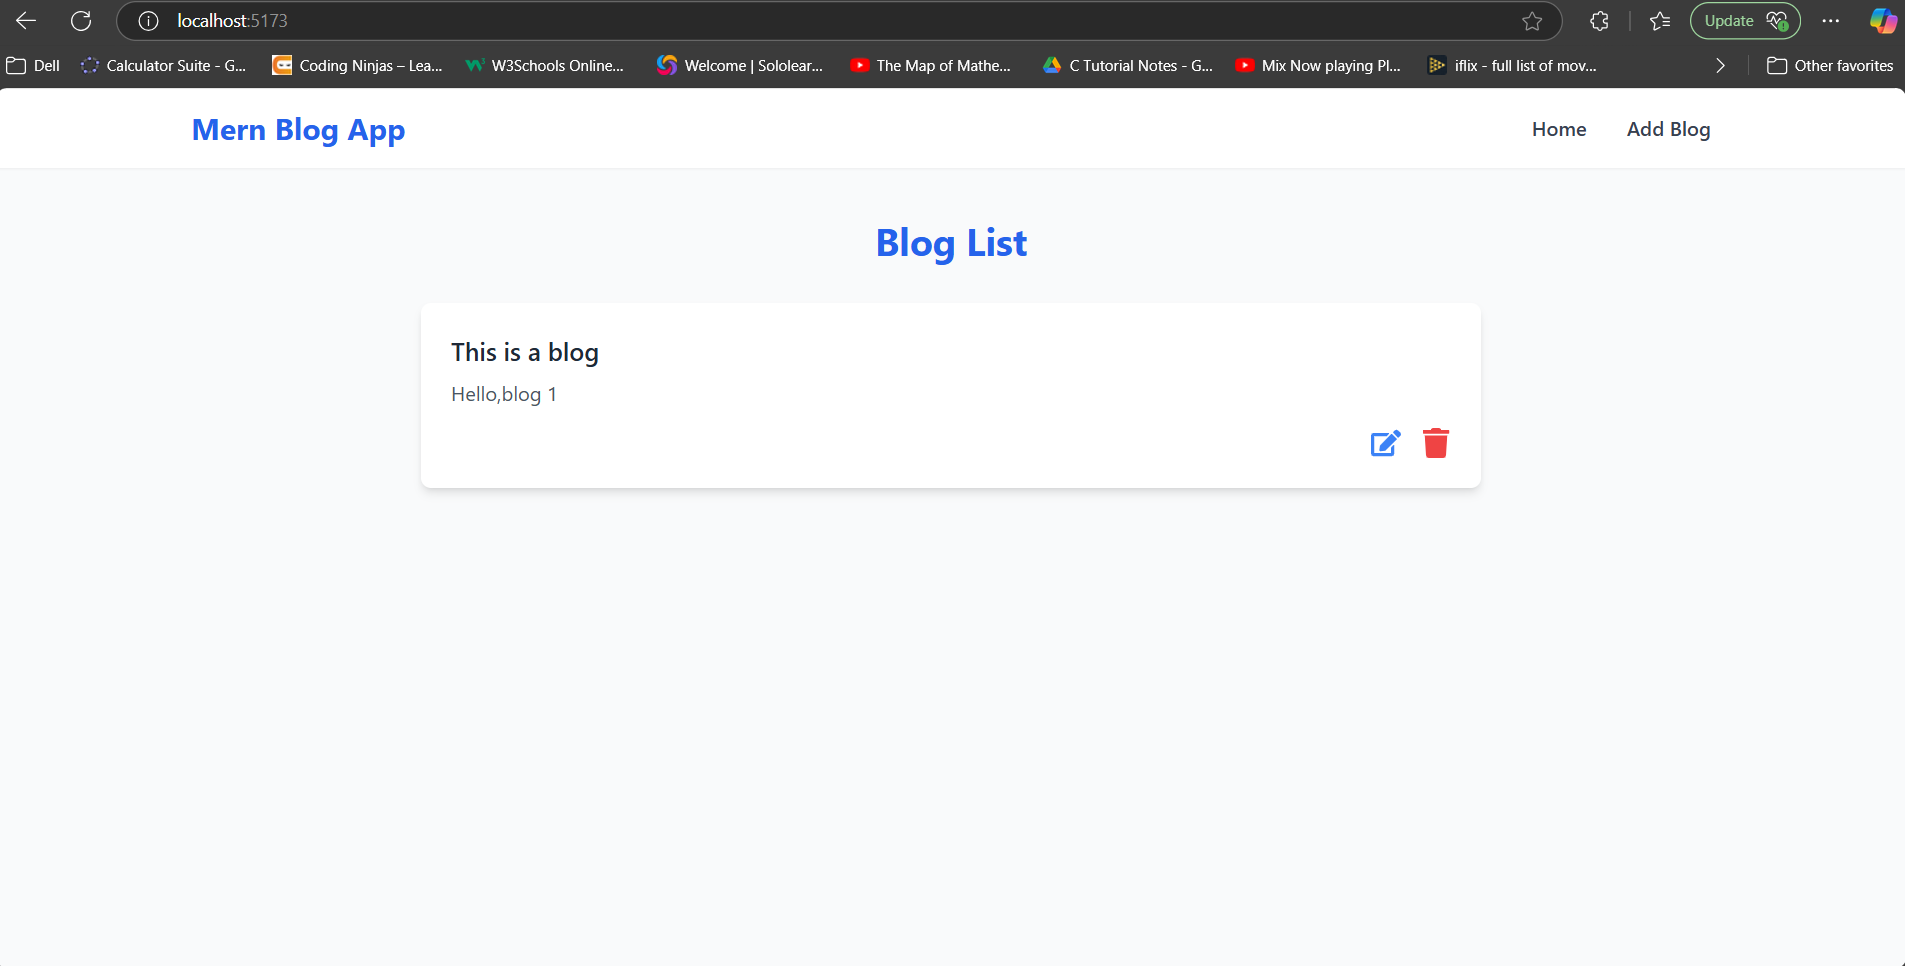 localhost:5173
Update
Dell
Calculator Suite - G...
Coding Ninjas – Lea...
W3Schools Online...
Welcome | Sololear...
The Map of Mathe...
C Tutorial Notes - G...
Mix Now playing Pl...
iflix - full list of mov...
Other favorites
Mern Blog App
Home
Add Blog
Blog List
This is a blog
Hello,blog 1